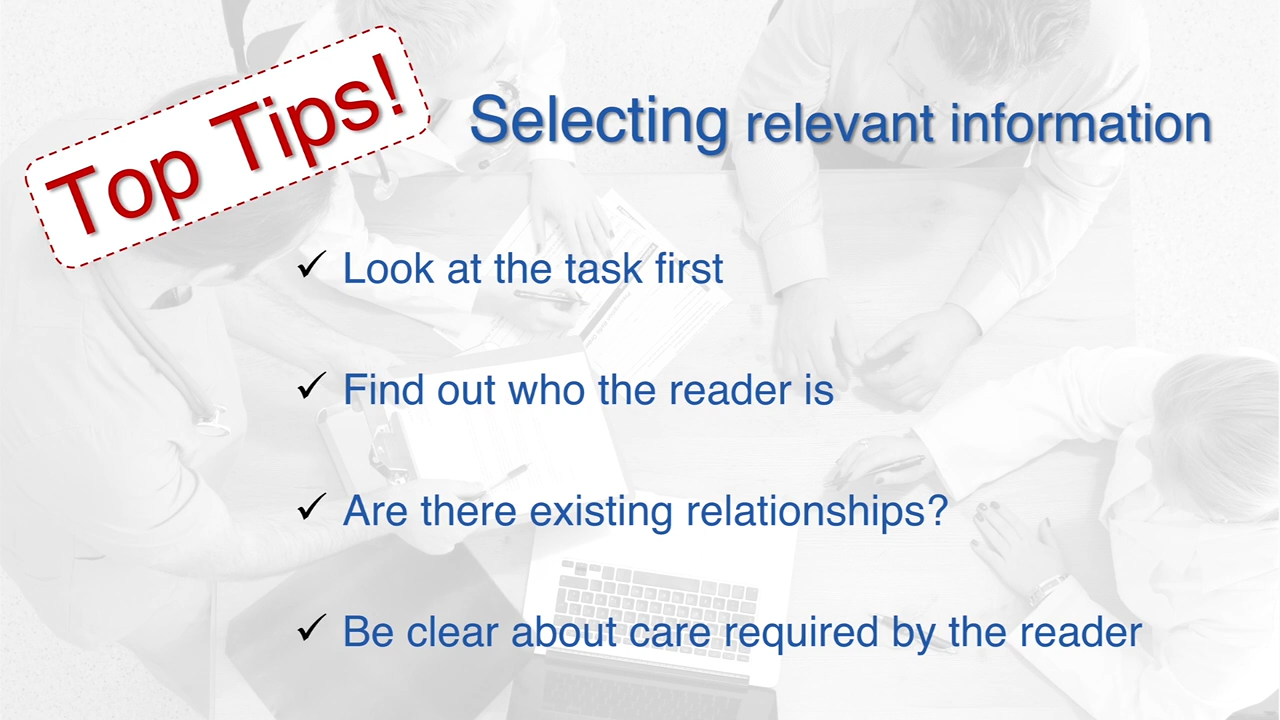 Top Tips!
Selecting relevant information
✓ Look at the task first
✓ Find out who the reader is
✓ Are there existing relationships?
✓ Be clear about care required by the reader